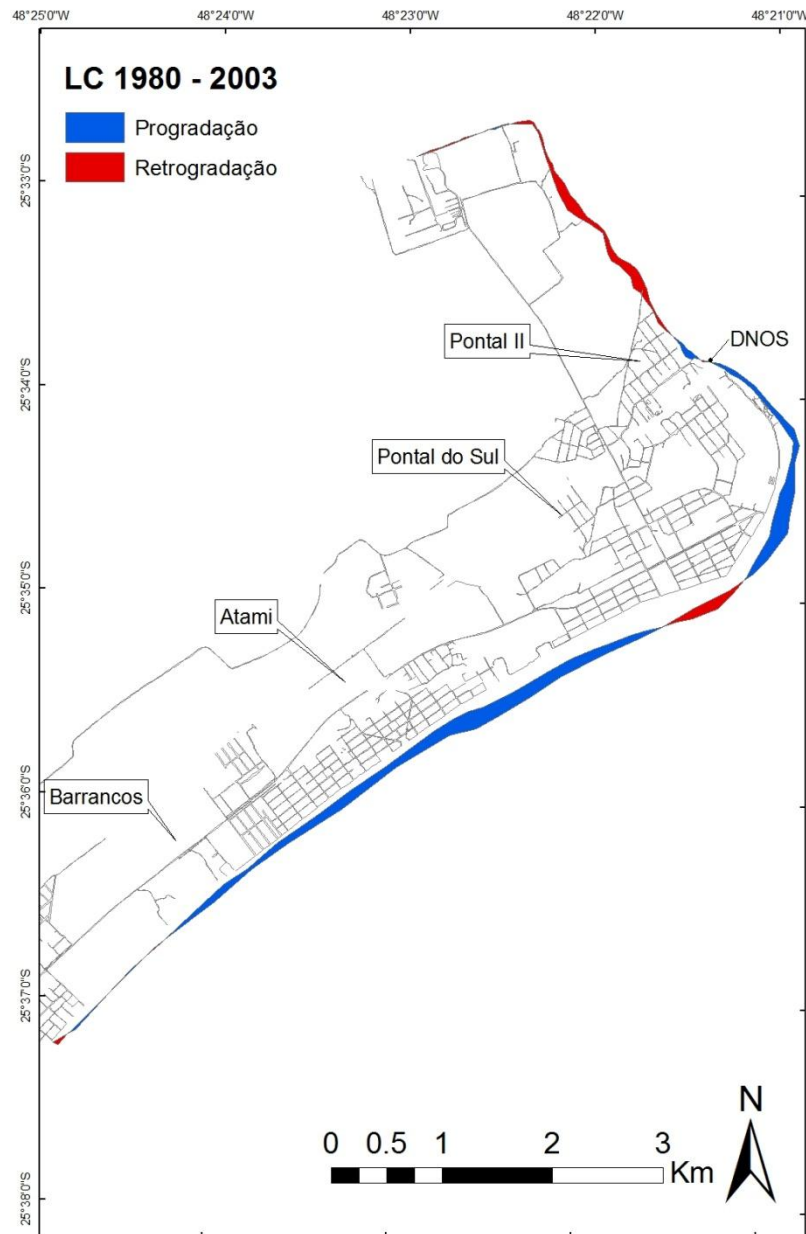 48°25'0"W 48°24'0"W 48°23'0"W 48°22'0"W 48°21'0"W
LC 1980 - 2003
Progradação
Retrogradação
25°33'0"S
DNOS
Pontal II
25°34'0"S
Pontal do Sul
25°35'0"S
Atami
25°36'0"S
Barrancos
25°37'0"S
N
0 0.5 1 2 3
Km
25°38'0"S